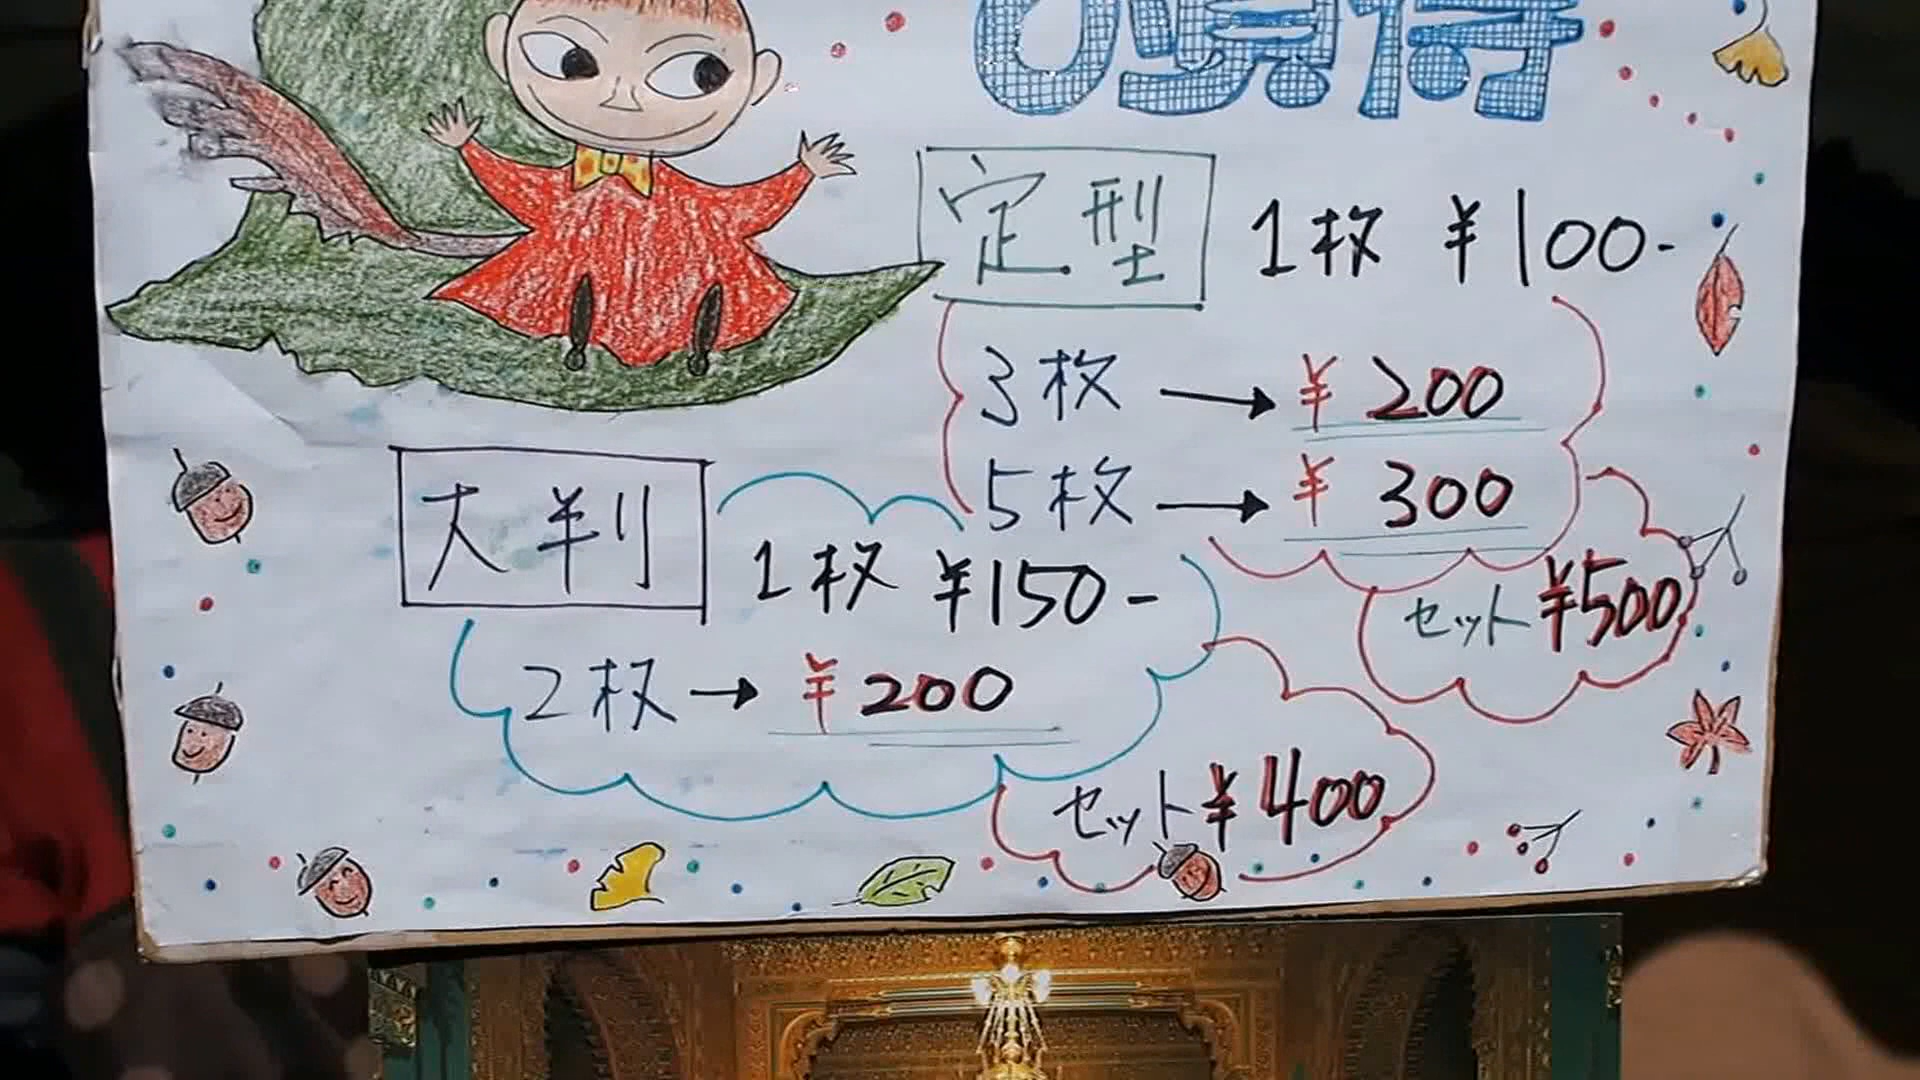 定型 1枚 ¥100-
3枚 → ¥200
5枚 → ¥300
セット ¥500
大判 1枚 ¥150-
2枚 → ¥200
セット ¥400